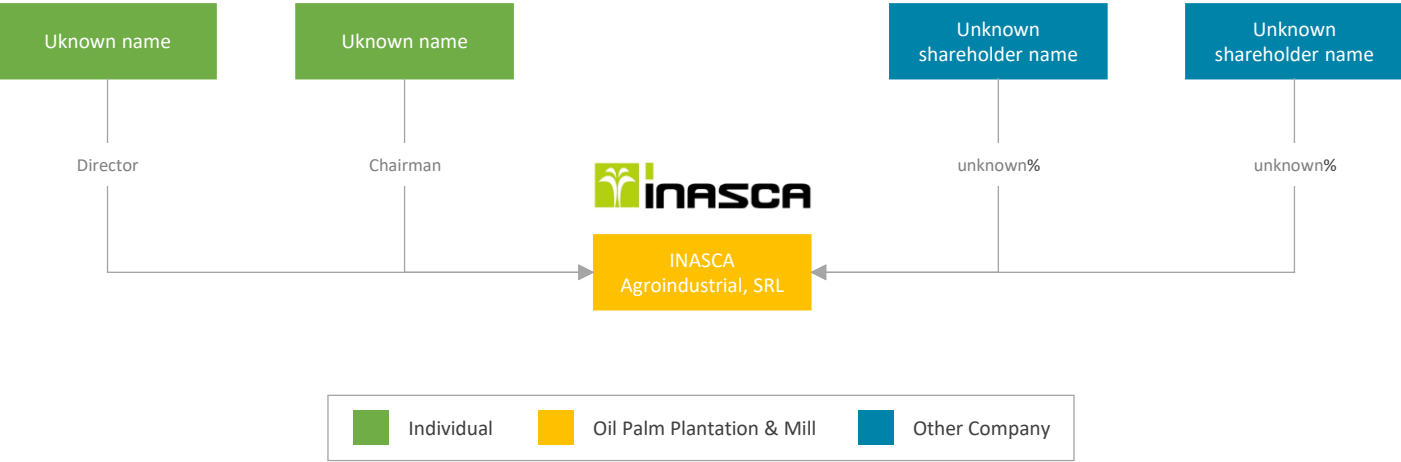 Uknown name
Uknown name
Unknown
shareholder name
Unknown
shareholder name
Director
Chairman
unknown%
unknown%
inasca
INASCA
Agroindustrial, SRL
Individual
Oil Palm Plantation & Mill
Other Company